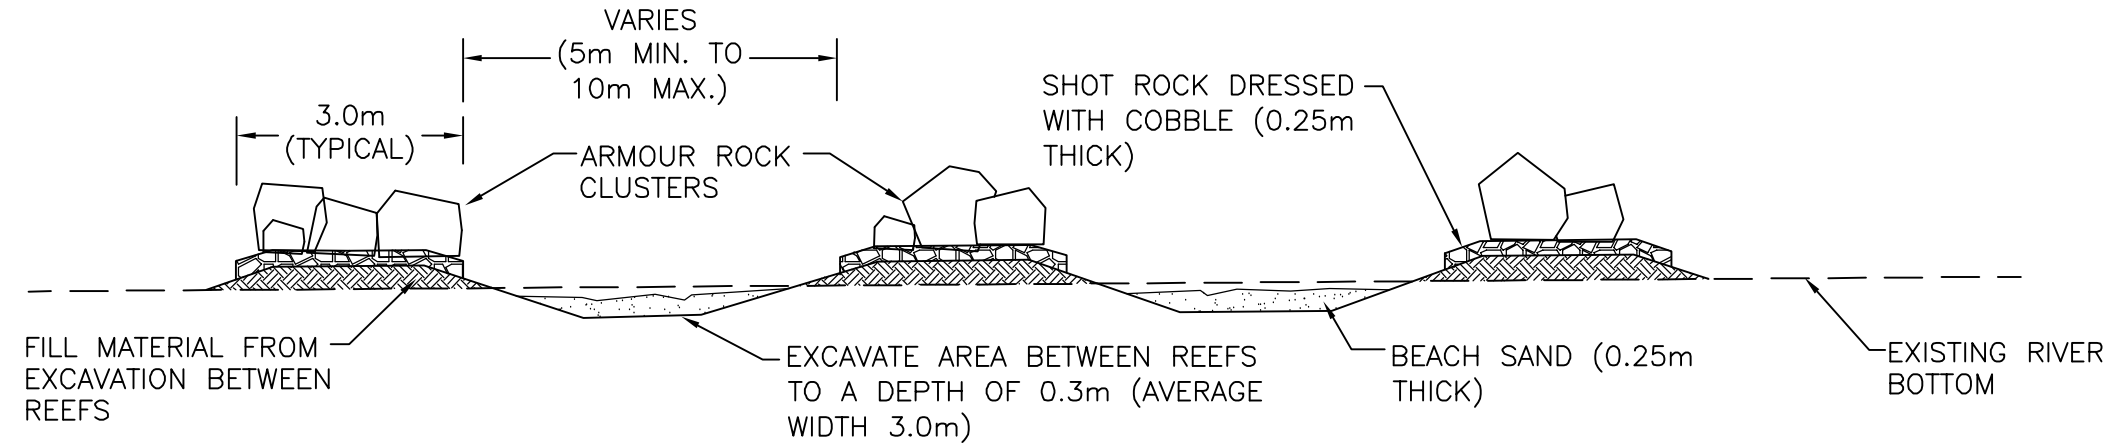 VARIES
(5m MIN. TO
10m MAX.)
3.0m
(TYPICAL)
ARMOUR ROCK
CLUSTERS
SHOT ROCK DRESSED
WITH COBBLE (0.25m
THICK)
FILL MATERIAL FROM
EXCAVATION BETWEEN
REEFS
EXCAVATE AREA BETWEEN REEFS
TO A DEPTH OF 0.3m (AVERAGE
WIDTH 3.0m)
BEACH SAND (0.25m
THICK)
EXISTING RIVER
BOTTOM